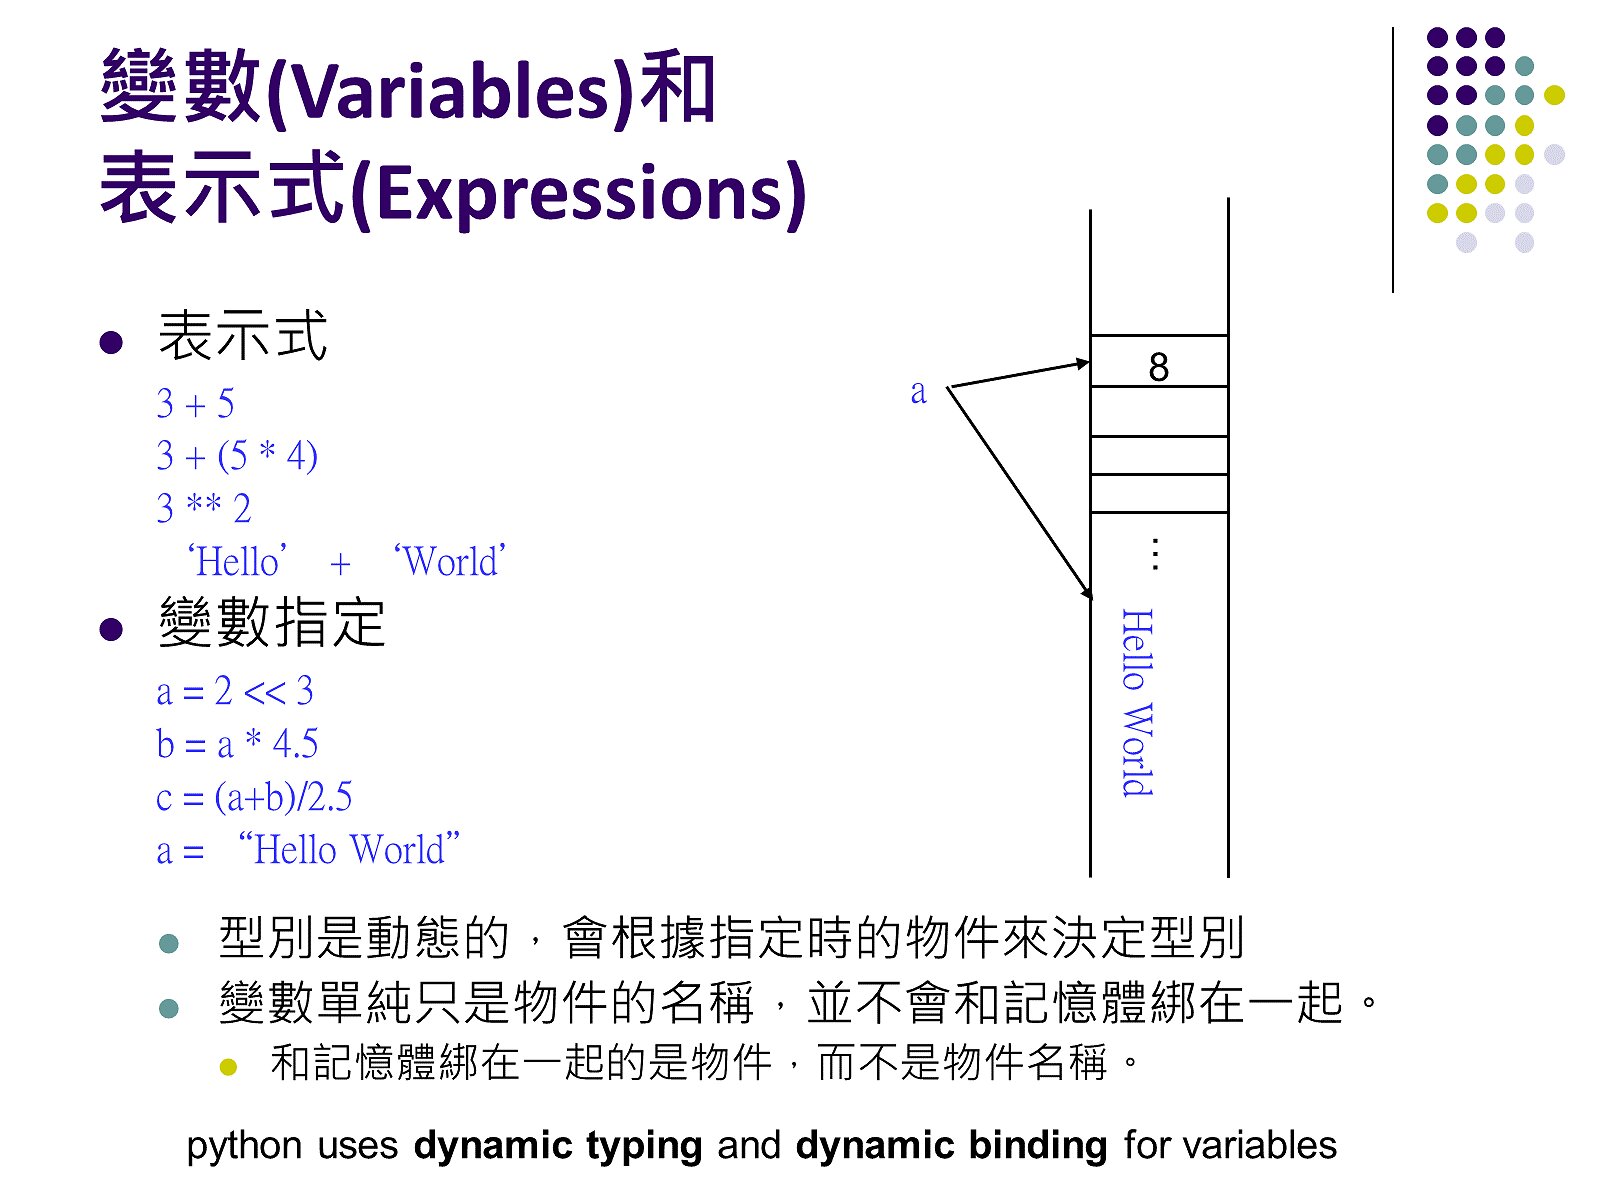 變數(Variables)和
表示式(Expressions)
表示式
3 + 5
3 + (5 * 4)
3 ** 2
‘Hello’ + ‘World’
變數指定
a = 2 << 3
b = a * 4.5
c = (a+b)/2.5
a = “Hello World”
a
8
…
Hello World
型別是動態的，會根據指定時的物件來決定型別
變數單純只是物件的名稱，並不會和記憶體綁在一起。
和記憶體綁在一起的是物件，而不是物件名稱。
python uses dynamic typing and dynamic binding for variables